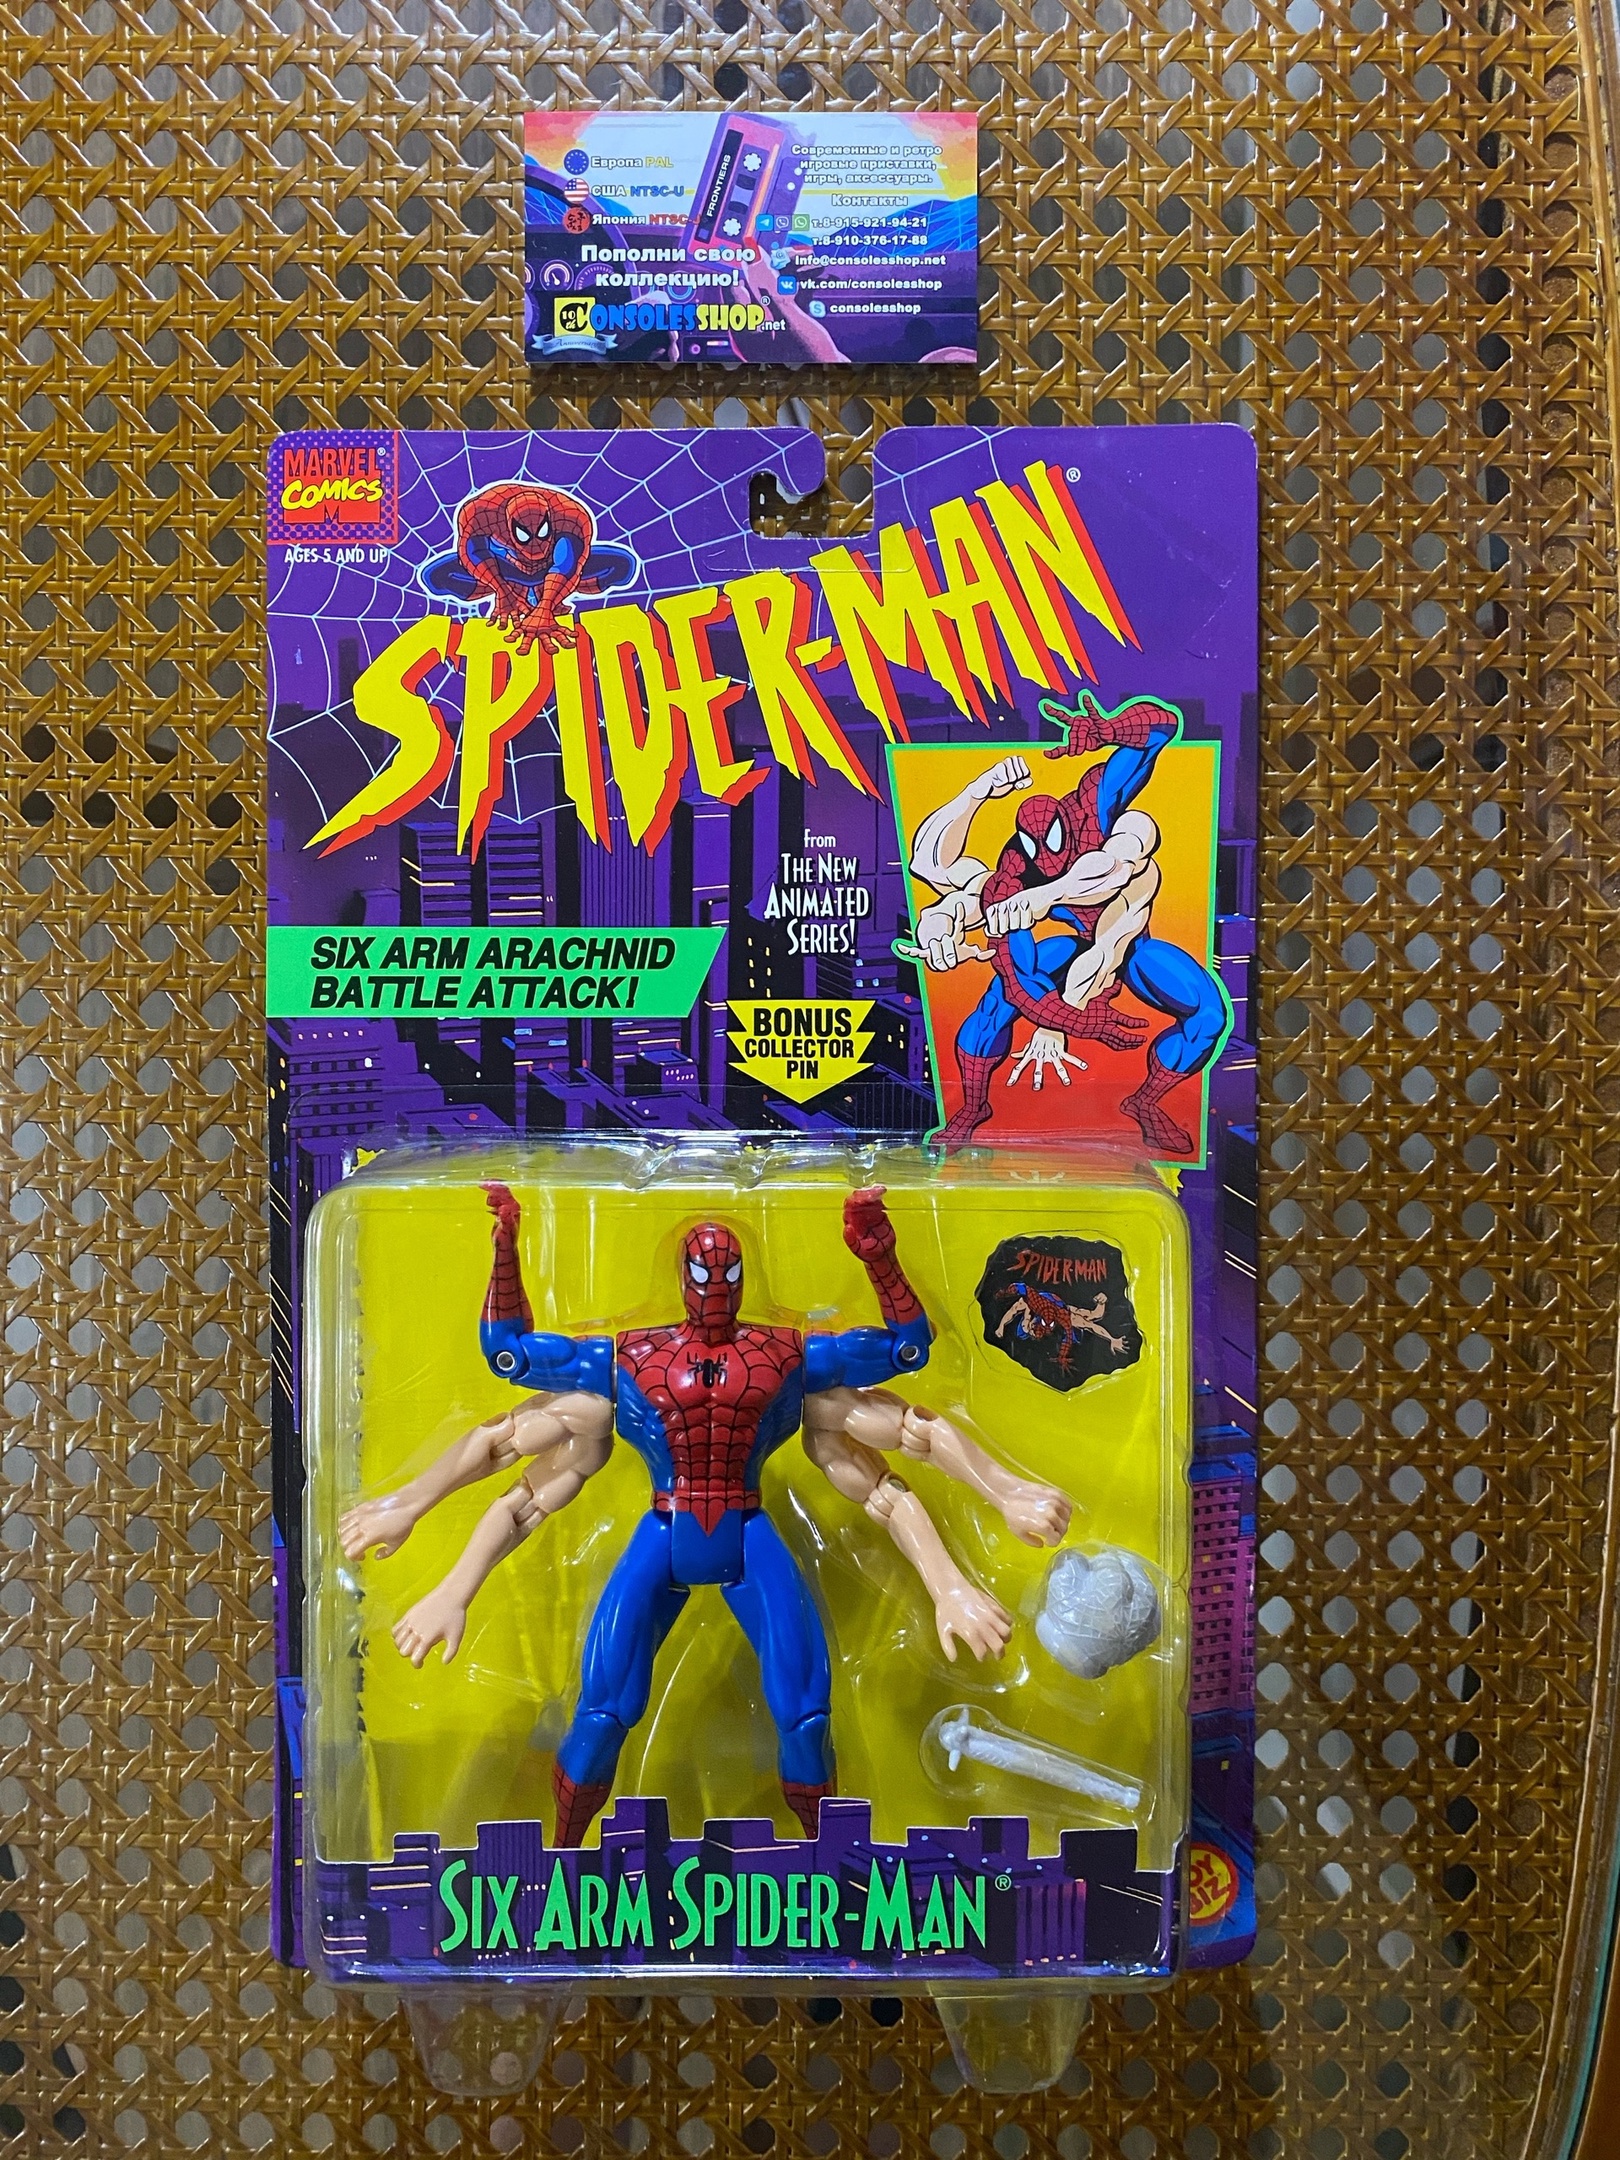 Европа PAL
США NTSC-U
Япония NTSC-J
Пополни свою
коллекцию!
10th
CONSOLESSHOP®.net
Anniversary
FRONTIERS
Современные и ретро
игровые приставки,
игры, аксессуары.
Контакты
т.8-915-921-94-21
т.8-910-376-17-88
info@consolesshop.net
vk.com/consolesshop
consolesshop
MARVEL®
COMICS
M
AGES 5 AND UP
SPIDER-MAN®
from
THE NEW
ANIMATED
SERIES!
SIX ARM ARACHNID
BATTLE ATTACK!
BONUS
COLLECTOR
PIN
SPIDER-MAN
SIX ARM SPIDER-MAN®